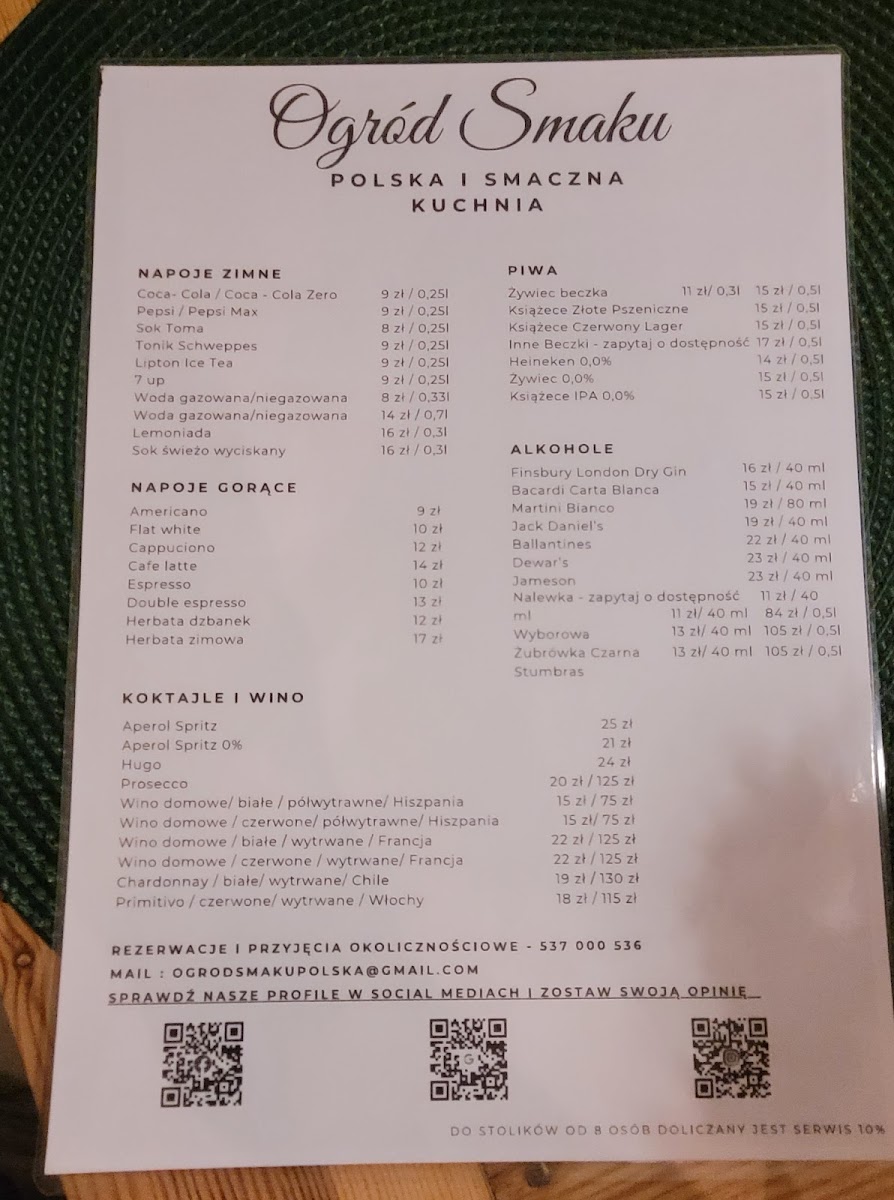 Ogród Smaku
POLSKA I SMACZNA
KUCHNIA
NAPOJE ZIMNE
Coca- Cola / Coca - Cola Zero 9 zł / 0,25l
Pepsi / Pepsi Max 9 zł / 0,25l
Sok Toma 8 zł / 0,25l
Tonik Schweppes 9 zł / 0,25l
Lipton Ice Tea 9 zł / 0,25l
7 up 9 zł / 0,25l
Woda gazowana/niegazowana 8 zł / 0,33l
Woda gazowana/niegazowana 14 zł / 0,7l
Lemoniada 16 zł / 0,3l
Sok świeżo wyciskany 16 zł / 0,3l
NAPOJE GORĄCE
Americano 9 zł
Flat white 10 zł
Cappuciono 12 zł
Cafe latte 14 zł
Espresso 10 zł
Double espresso 13 zł
Herbata dzbanek 12 zł
Herbata zimowa 17 zł
PIWA
Żywiec beczka 11 zł/ 0,3l 15 zł / 0,5l
Książece Złote Pszeniczne 15 zł / 0,5l
Książece Czerwony Lager 15 zł / 0,5l
Inne Beczki - zapytaj o dostępność 17 zł / 0,5l
Heineken 0,0% 14 zł / 0,5l
Żywiec 0,0% 15 zł / 0,5l
Książece IPA 0,0% 15 zł / 0,5l
ALKOHOLE
Finsbury London Dry Gin 16 zł / 40 ml
Bacardi Carta Blanca 15 zł / 40 ml
Martini Bianco 19 zł / 80 ml
Jack Daniel's 19 zł / 40 ml
Ballantines 22 zł / 40 ml
Dewar's 23 zł / 40 ml
Jameson 23 zł / 40 ml
Nalewka - zapytaj o dostępność 11 zł / 40
ml 11 zł/ 40 ml 84 zł / 0,5l
Wyborowa 13 zł/ 40 ml 105 zł / 0,5l
Żubrówka Czarna 13 zł/ 40 ml 105 zł / 0,5l
Stumbras
KOKTAJLE I WINO
Aperol Spritz 25 zł
Aperol Spritz 0% 21 zł
Hugo 24 zł
Prosecco 20 zł / 125 zł
Wino domowe/ białe / półwytrawne/ Hiszpania 15 zł / 75 zł
Wino domowe / czerwone/ półwytrawne/ Hiszpania 15 zł/ 75 zł
Wino domowe / białe / wytrwane / Francja 22 zł / 125 zł
Wino domowe / czerwone / wytrwane/ Francja 22 zł / 125 zł
Chardonnay / białe/ wytrwane/ Chile 19 zł / 130 zł
Primitivo / czerwone/ wytrwane / Włochy 18 zł / 115 zł
REZERWACJE I PRZYJĘCIA OKOLICZNOŚCIOWE - 537 000 536
MAIL : OGRODSMAKUPOLSKA@GMAIL.COM
SPRAWDŹ NASZE PROFILE W SOCIAL MEDIACH I ZOSTAW SWOJĄ OPINIĘ
DO STOLIKÓW OD 8 OSÓB DOLICZANY JEST SERWIS 10%